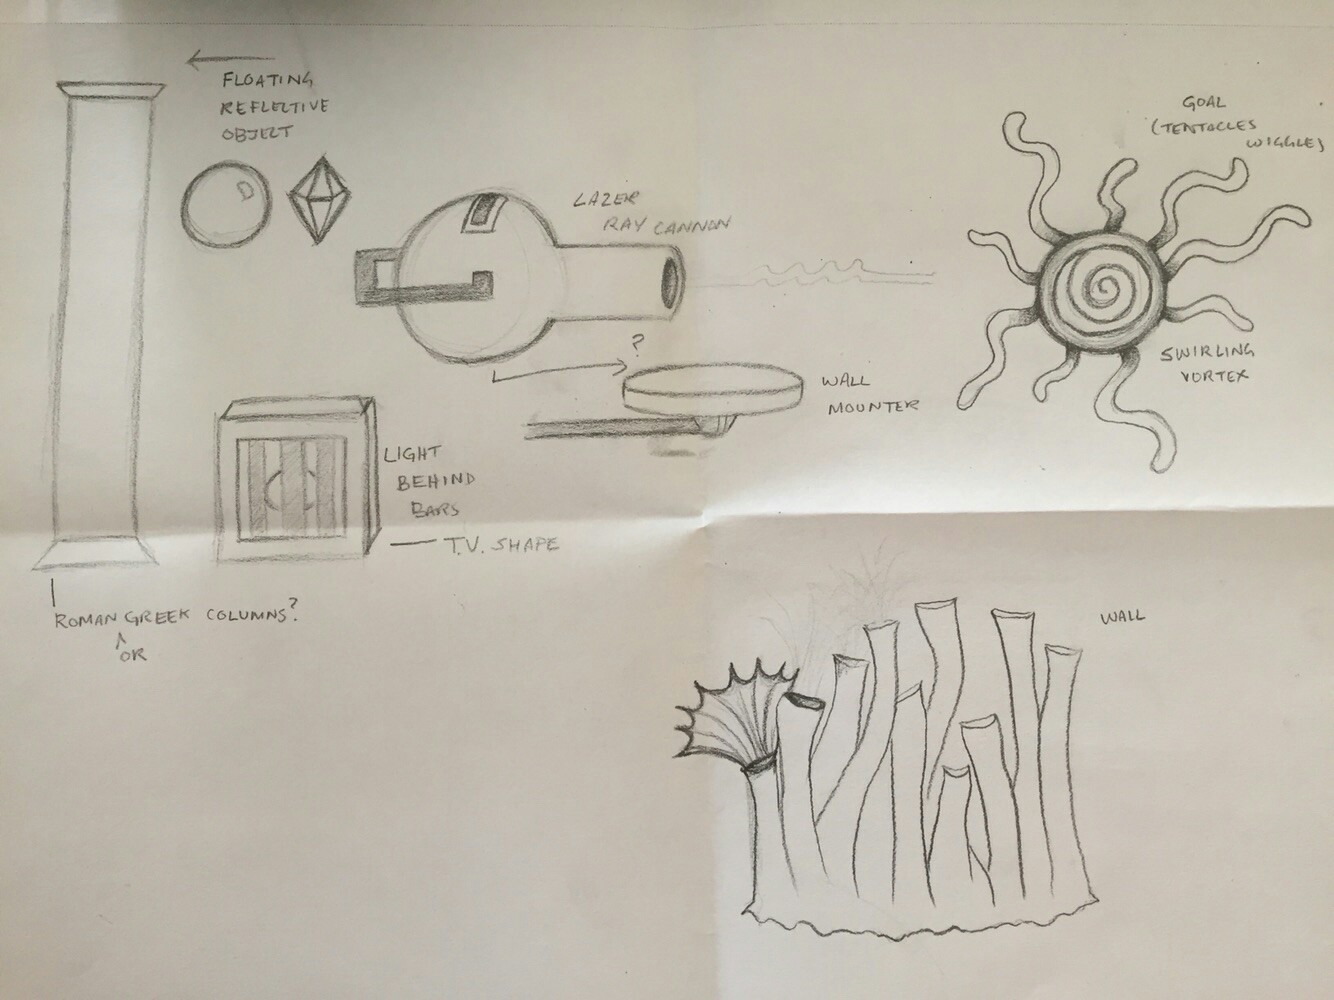 FLOATING
REFLECTIVE
OBJECT
LAZER
RAY CANNON
GOAL
(TENTACLES
WIGGLE)
SWIRLING
VORTEX
?
WALL
MOUNTER
LIGHT
BEHIND
BARS
T.V. SHAPE
ROMAN GREEK COLUMNS?
^
OR
WALL